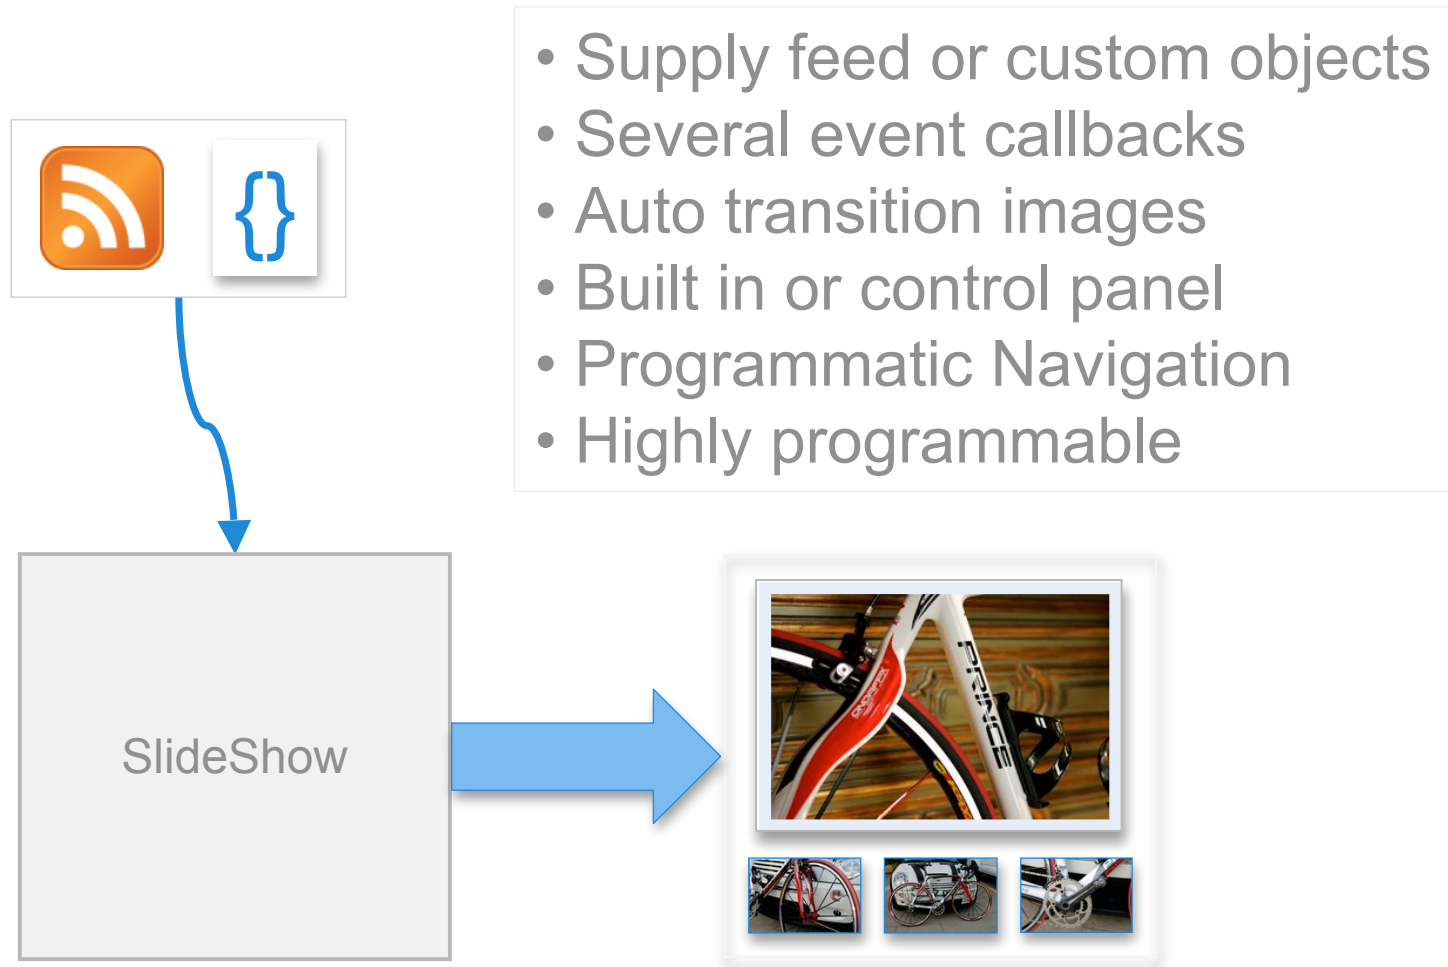 • Supply feed or custom objects
• Several event callbacks
• Auto transition images
• Built in or control panel
• Programmatic Navigation
• Highly programmable
{}
SlideShow
PRINCE